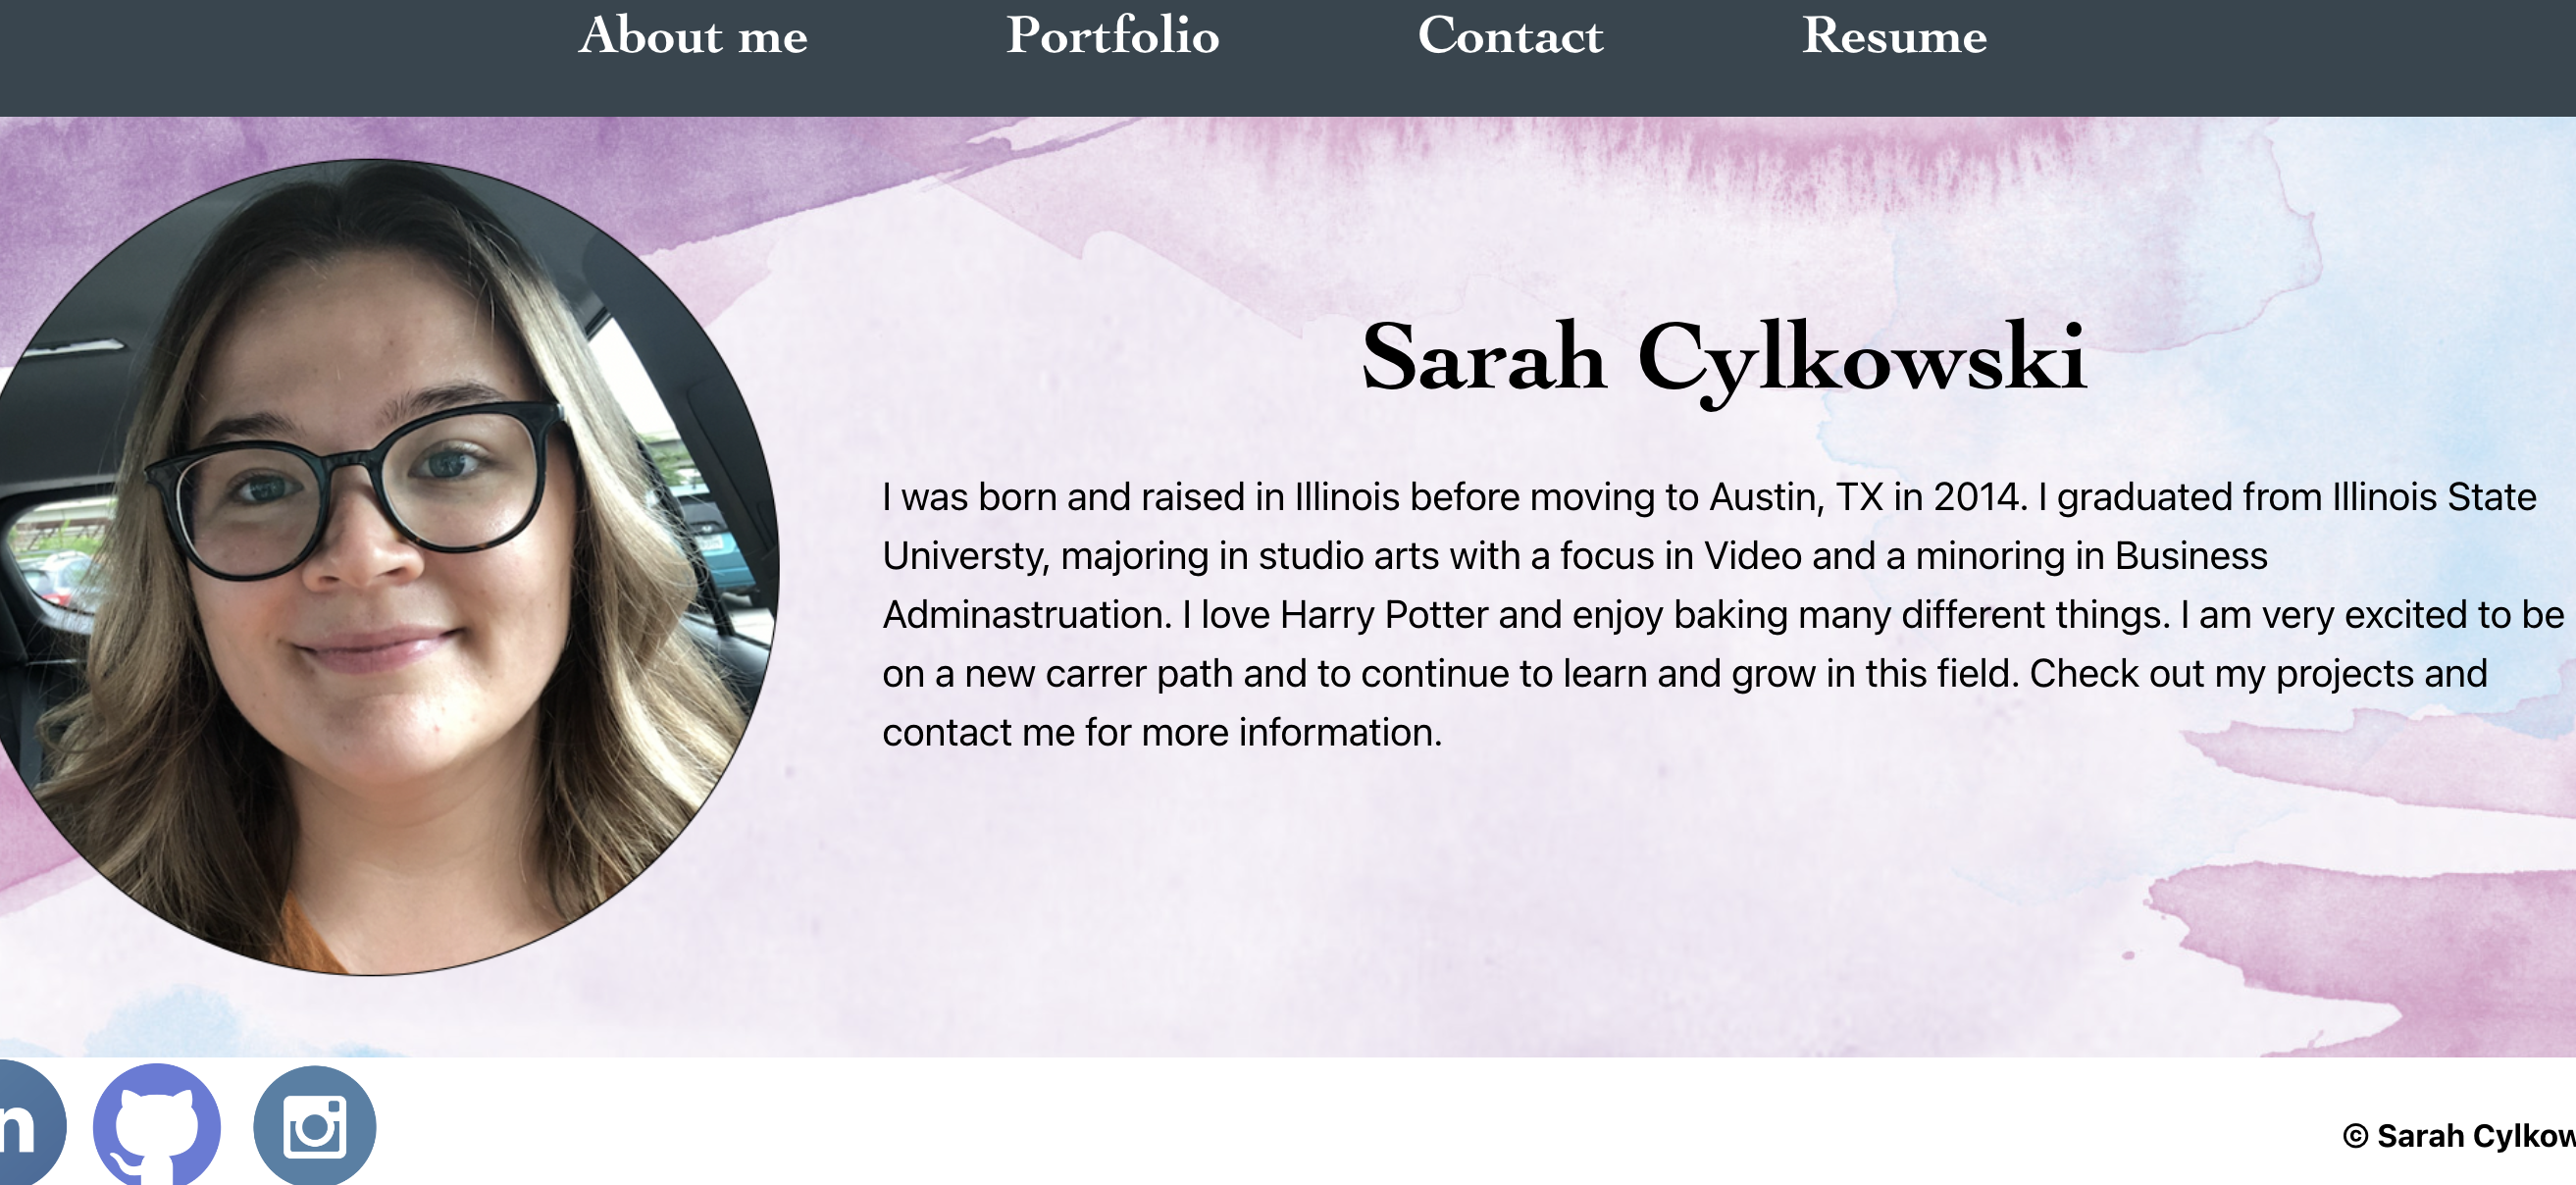 About me Portfolio Contact Resume
Sarah Cylkowski
I was born and raised in Illinois before moving to Austin, TX in 2014. I graduated from Illinois State
Universty, majoring in studio arts with a focus in Video and a minoring in Business
Adminastruation. I love Harry Potter and enjoy baking many different things. I am very excited to be
on a new carrer path and to continue to learn and grow in this field. Check out my projects and
contact me for more information.
n
© Sarah Cylkow